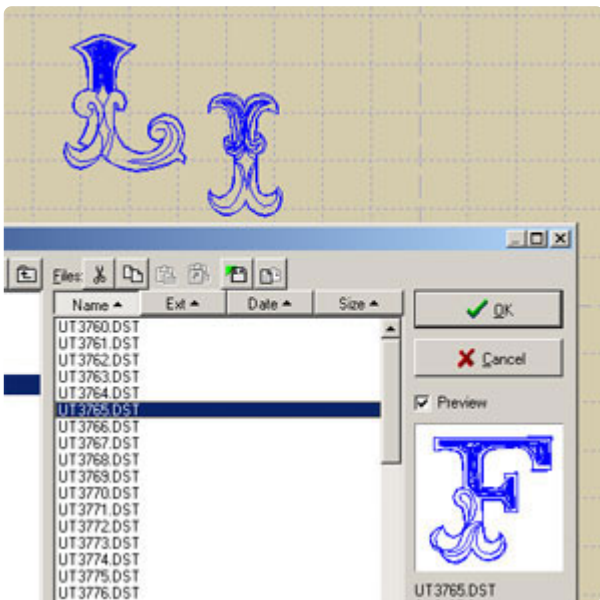 L I
Files:
Name Ext Date Size
OK
UT3760.DST
UT3761.DST
UT3762.DST
Cancel
UT3763.DST
UT3764.DST
UT3765.DST
Preview
UT3766.DST
UT3767.DST
UT3768.DST
F
UT3769.DST
UT3770.DST
UT3771.DST
UT3772.DST
UT3773.DST
UT3774.DST
UT3775.DST
UT3776.DST
UT3765.DST